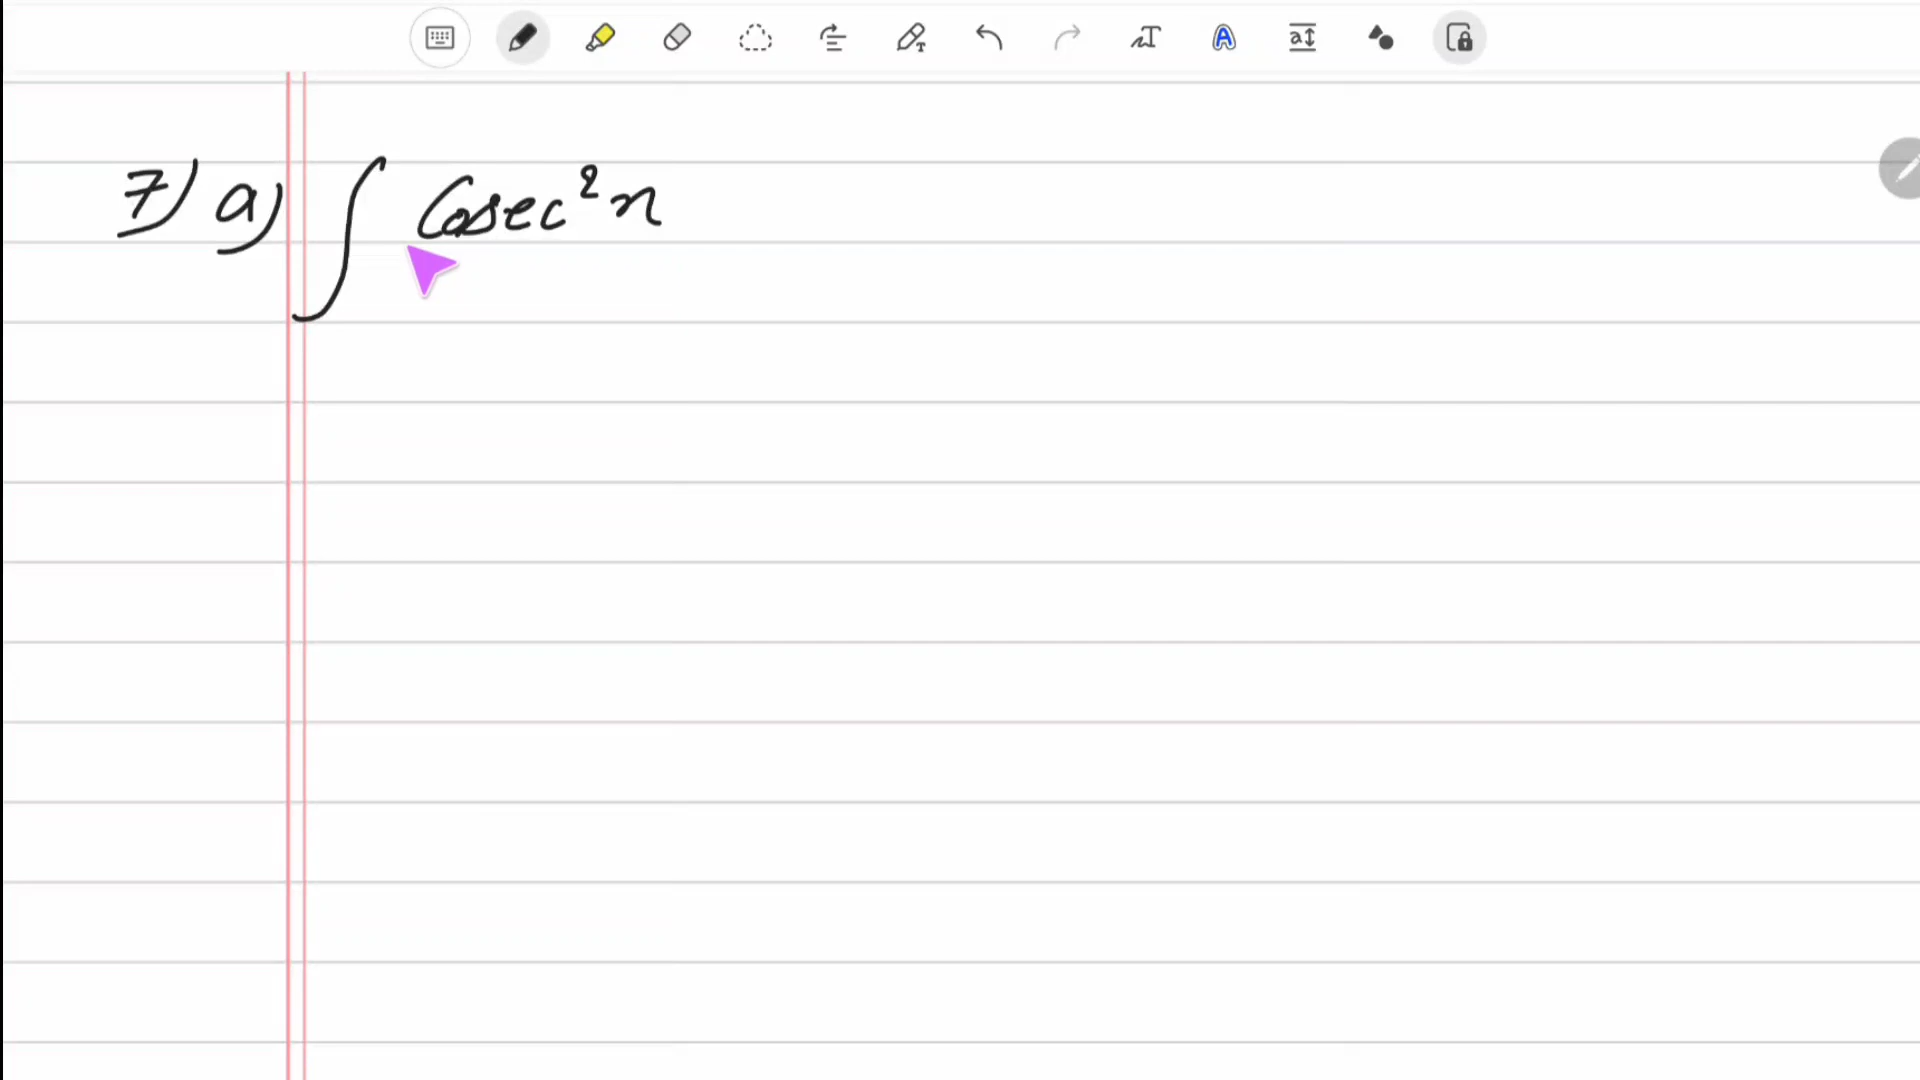 7) a) ∫ Cosec²x